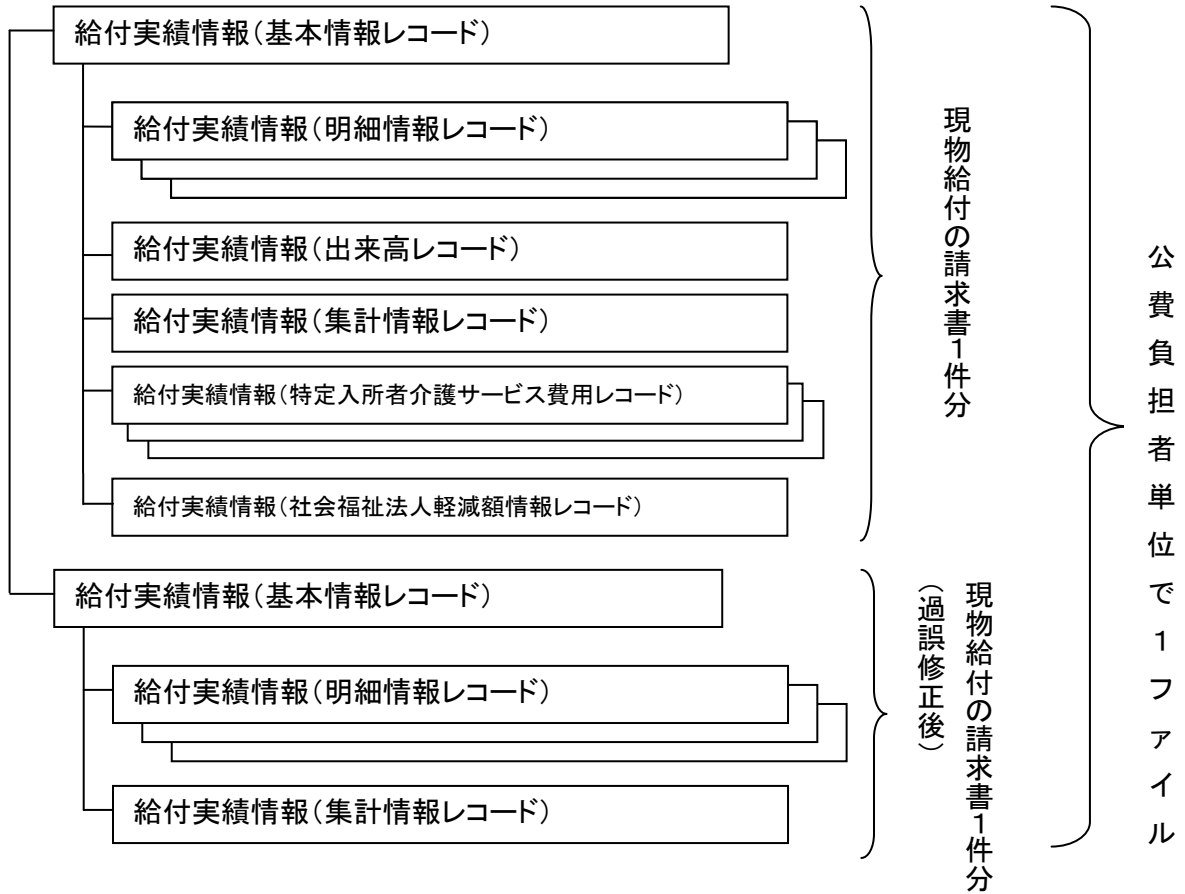 給付実績情報（基本情報レコード）
給付実績情報（明細情報レコード）
給付実績情報（出来高レコード）
給付実績情報（集計情報レコード）
給付実績情報（特定入所者介護サービス費用レコード）
給付実績情報（社会福祉法人軽減額情報レコード）
現物給付の請求書１件分
給付実績情報（基本情報レコード）
給付実績情報（明細情報レコード）
給付実績情報（集計情報レコード）
現物給付の請求書１件分
（過誤修正後）
公費負担者単位で１ファイル